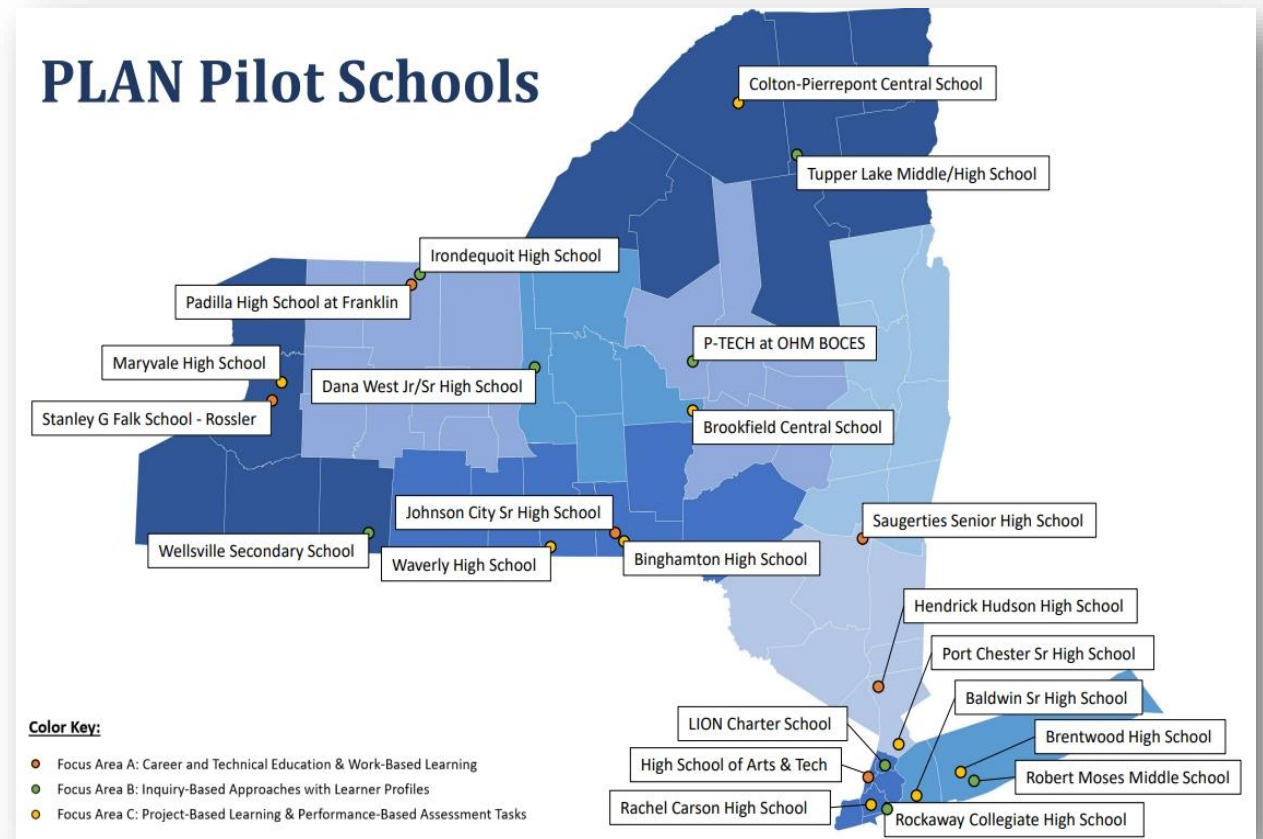 PLAN Pilot Schools
Colton-Pierrepont Central School
Tupper Lake Middle/High School
Irondequoit High School
Padilla High School at Franklin
P-TECH at OHM BOCES
Maryvale High School
Dana West Jr/Sr High School
Stanley G Falk School - Rossler
Brookfield Central School
Johnson City Sr High School
Saugerties Senior High School
Wellsville Secondary School
Waverly High School
Binghamton High School
Hendrick Hudson High School
Port Chester Sr High School
Baldwin Sr High School
LION Charter School
Brentwood High School
High School of Arts & Tech
Robert Moses Middle School
Rachel Carson High School
Rockaway Collegiate High School
Color Key:
Focus Area A: Career and Technical Education & Work-Based Learning
Focus Area B: Inquiry-Based Approaches with Learner Profiles
Focus Area C: Project-Based Learning & Performance-Based Assessment Tasks